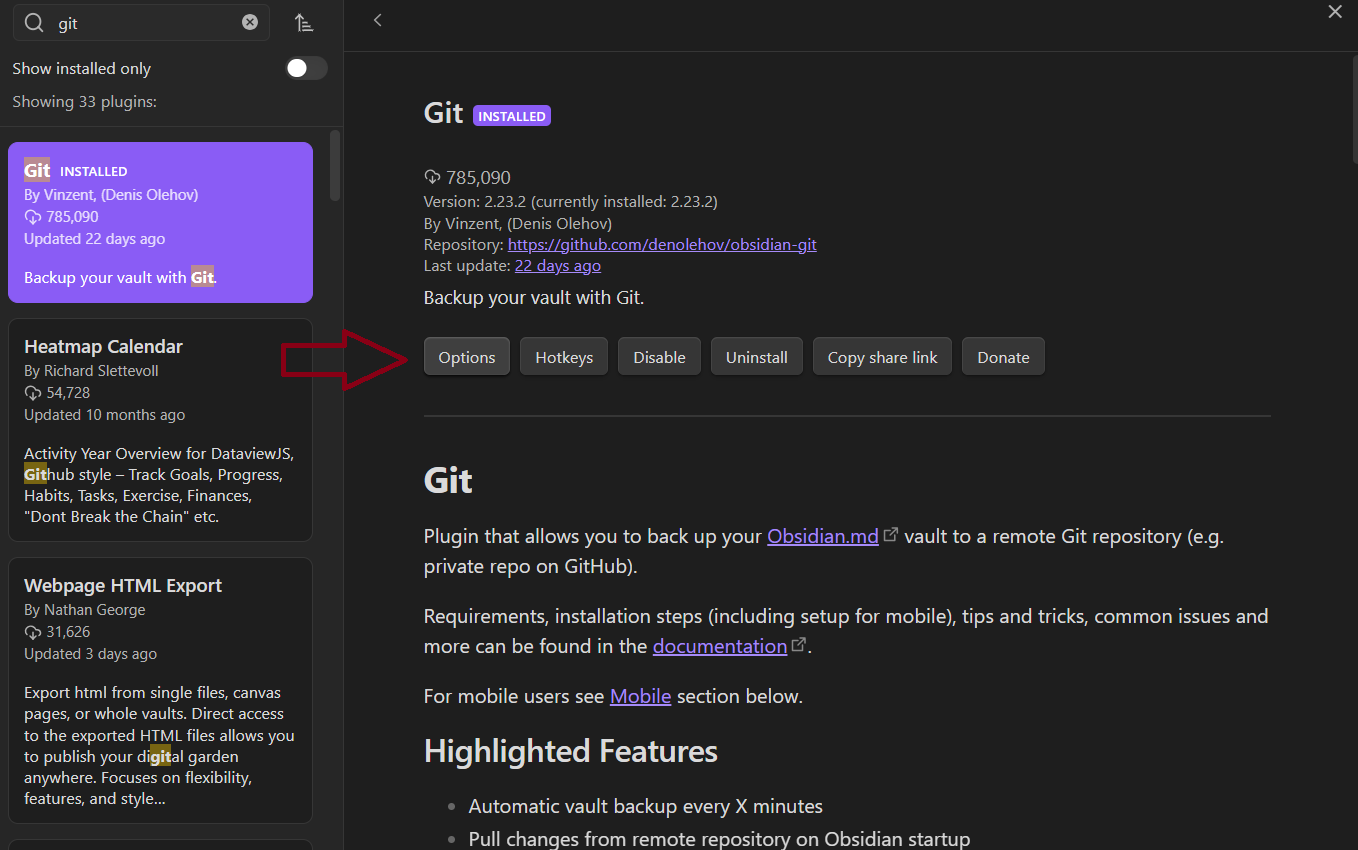 git
Show installed only
Showing 33 plugins:
Git INSTALLED
By Vinzent, (Denis Olehov)
785,090
Updated 22 days ago
Backup your vault with Git.
Heatmap Calendar
By Richard Slettevoll
54,728
Updated 10 months ago
Activity Year Overview for DataviewJS,
Github style – Track Goals, Progress,
Habits, Tasks, Exercise, Finances,
"Dont Break the Chain" etc.
Webpage HTML Export
By Nathan George
31,626
Updated 3 days ago
Export html from single files, canvas
pages, or whole vaults. Direct access
to the exported HTML files allows you
to publish your digital garden
anywhere. Focuses on flexibility,
features, and style...
Git INSTALLED
785,090
Version: 2.23.2 (currently installed: 2.23.2)
By Vinzent, (Denis Olehov)
Repository: https://github.com/denolehov/obsidian-git
Last update: 22 days ago
Backup your vault with Git.
Options Hotkeys Disable Uninstall Copy share link Donate
Git
Plugin that allows you to back up your Obsidian.md vault to a remote Git repository (e.g.
private repo on GitHub).
Requirements, installation steps (including setup for mobile), tips and tricks, common issues and
more can be found in the documentation.
For mobile users see Mobile section below.
Highlighted Features
Automatic vault backup every X minutes
Pull changes from remote repository on Obsidian startup